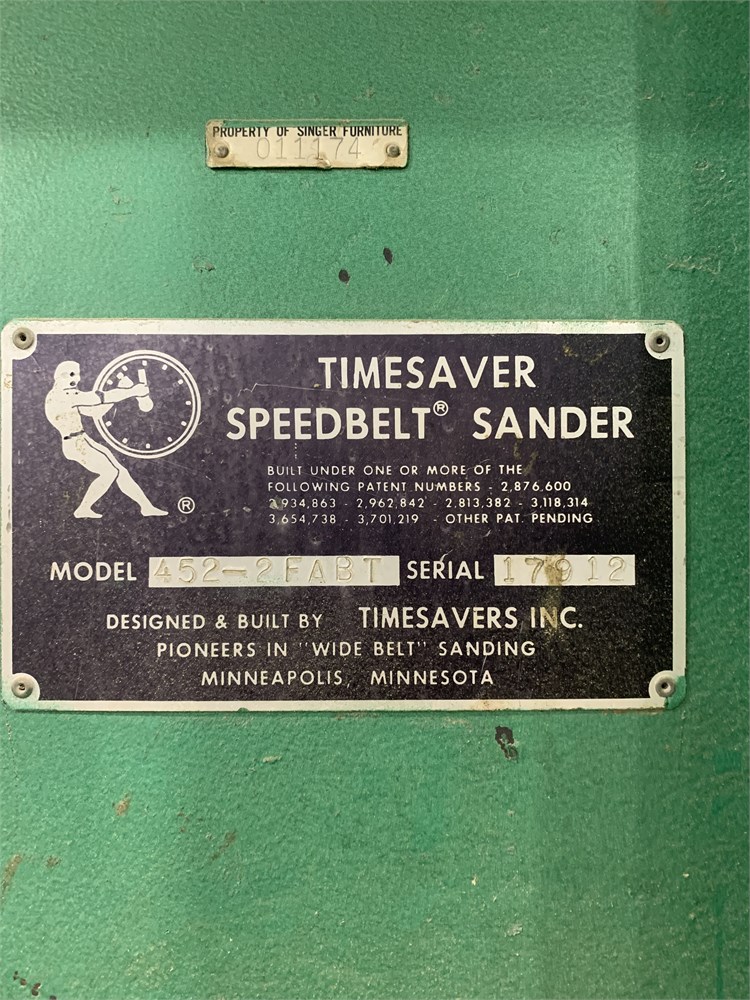 PROPERTY OF SINGER FURNITURE
011174
TIMESAVER
SPEEDBELT® SANDER
BUILT UNDER ONE OR MORE OF THE
FOLLOWING PATENT NUMBERS - 2,876,600
2,934,863 - 2,962,842 - 2,813,382 - 3,118,314
3,654,738 - 3,701,219 - OTHER PAT. PENDING
®
MODEL 452-2FABT SERIAL 17912
DESIGNED & BUILT BY TIMESAVERS, INC.
PIONEERS IN "WIDE BELT" SANDING
MINNEAPOLIS, MINNESOTA